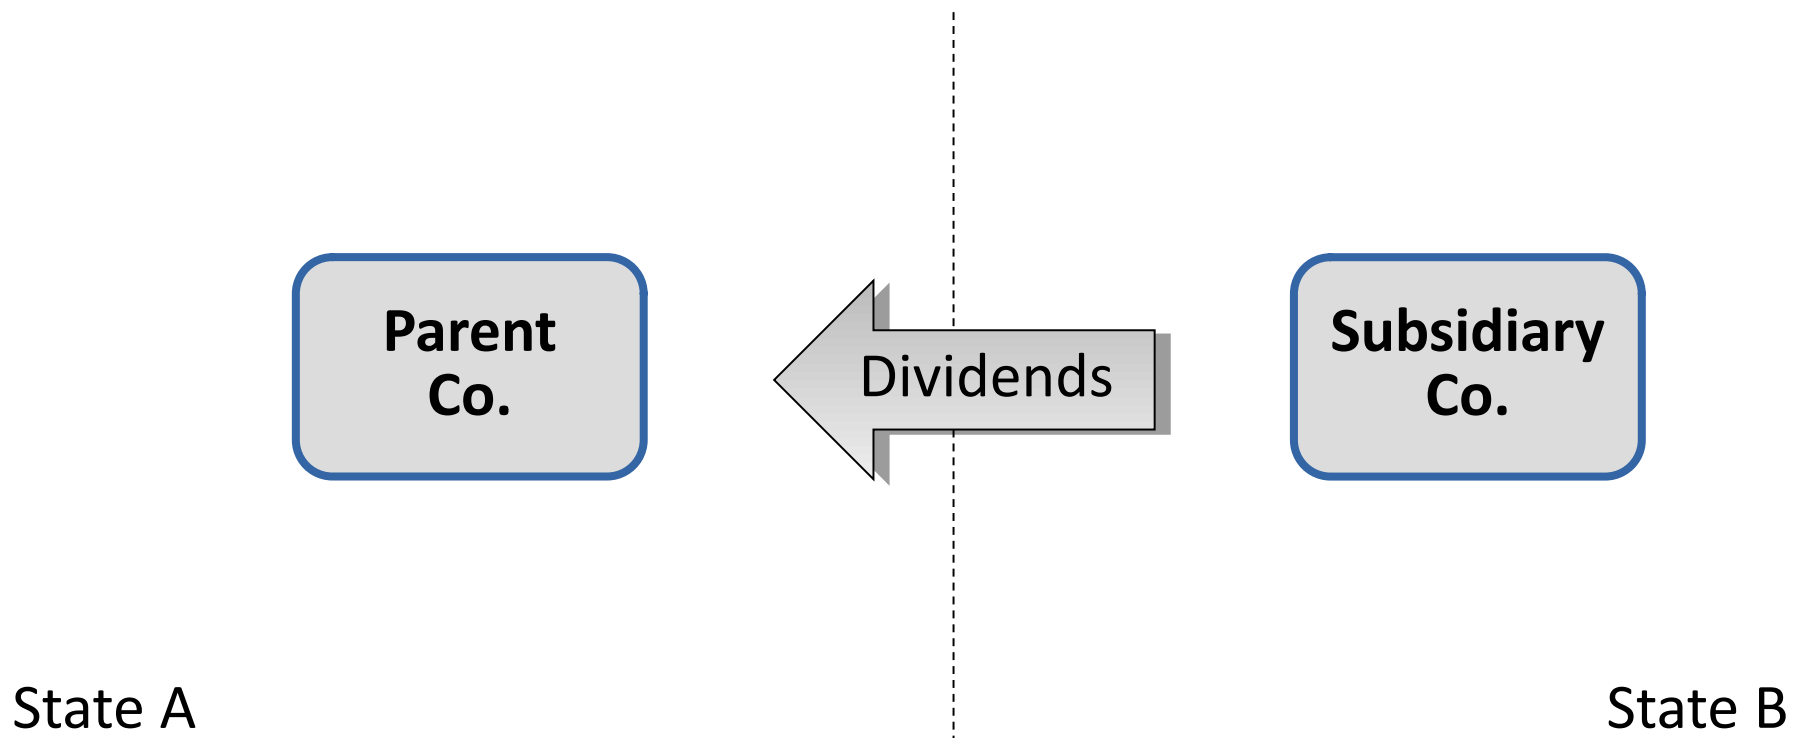 Parent
Co.
Dividends
Subsidiary
Co.
State A
State B